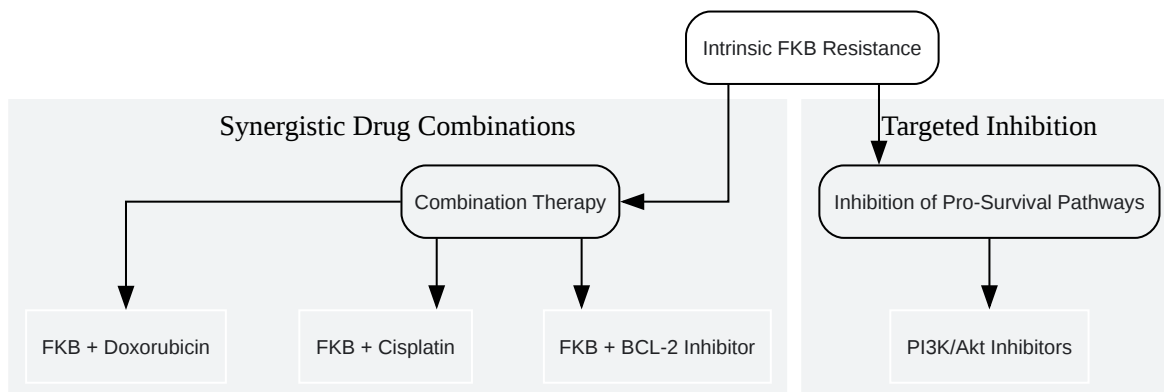 Intrinsic FKB Resistance
Synergistic Drug Combinations
Targeted Inhibition
Combination Therapy
Inhibition of Pro-Survival Pathways
FKB + Doxorubicin
FKB + Cisplatin
FKB + BCL-2 Inhibitor
PI3K/Akt Inhibitors